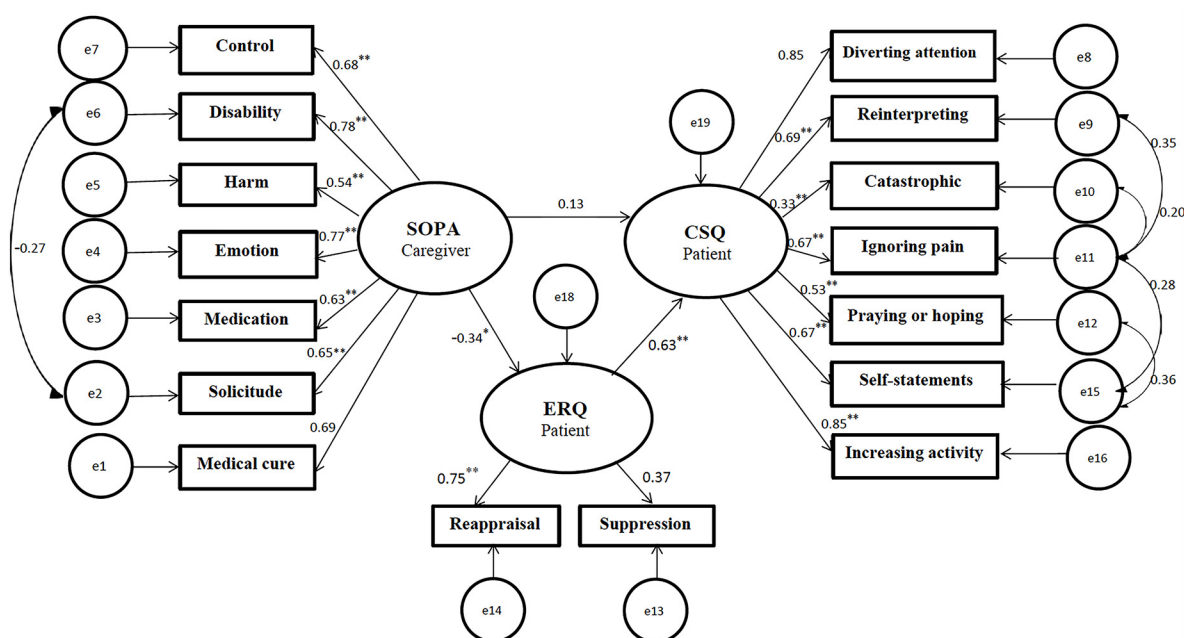 e7
Control
0.68**
e6
Disability
0.78**
e5
Harm
0.54**
e4
Emotion
0.77**
-0.27
e3
Medication
0.63**
e2
Solicitude
0.65**
e1
Medical cure
0.69
SOPA
Caregiver
0.13
-0.34*
e18
ERQ
Patient
0.63**
0.75**
0.37
Reappraisal
Suppression
e14
e13
e19
CSQ
Patient
0.85
Diverting attention
e8
0.69**
Reinterpreting
e9
0.35
0.33**
Catastrophic
e10
0.20
0.67**
Ignoring pain
e11
0.28
0.53**
Praying or hoping
e12
0.67**
Self-statements
e15
0.36
0.85**
Increasing activity
e16